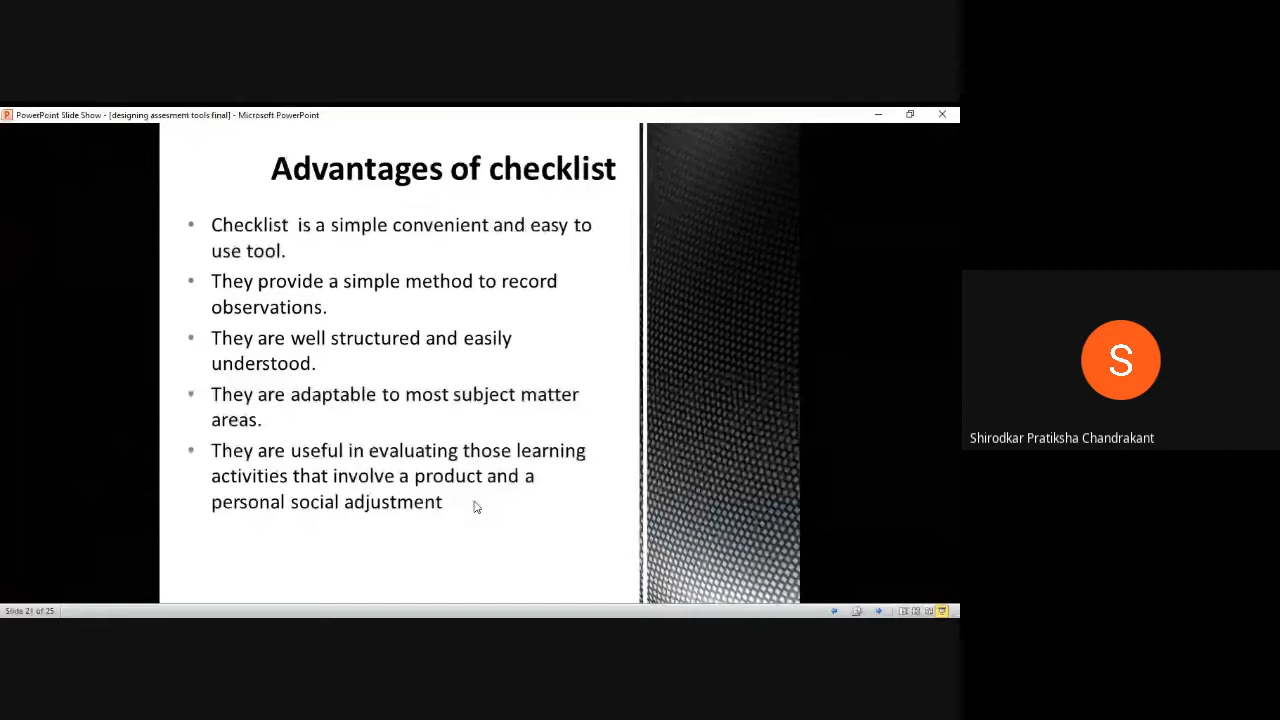 PowerPoint Slide Show - [designing assesment tools final] - Microsoft PowerPoint
Advantages of checklist
• Checklist is a simple convenient and easy to
use tool.
• They provide a simple method to record
observations.
• They are well structured and easily
understood.
• They are adaptable to most subject matter
areas.
• They are useful in evaluating those learning
activities that involve a product and a
personal social adjustment
S
Shirodkar Pratiksha Chandrakant
Slide 21 of 25